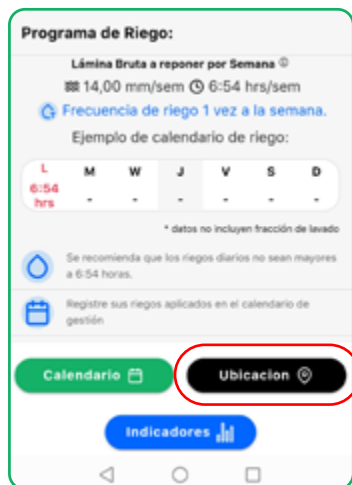 Programa de Riego:
Lámina Bruta a reponer por Semana
14,00 mm/sem 6:54 hrs/sem
Frecuencia de riego 1 vez a la semana.
Ejemplo de calendario de riego:
L M W J V S D
6:54 hrs - - - - - -
* datos no incluyen fracción de lavado
Se recomienda que los riegos diarios no sean mayores
a 6:54 horas.
Registre sus riegos aplicados en el calendario de
gestión
Calendario Ubicacion
Indicadores